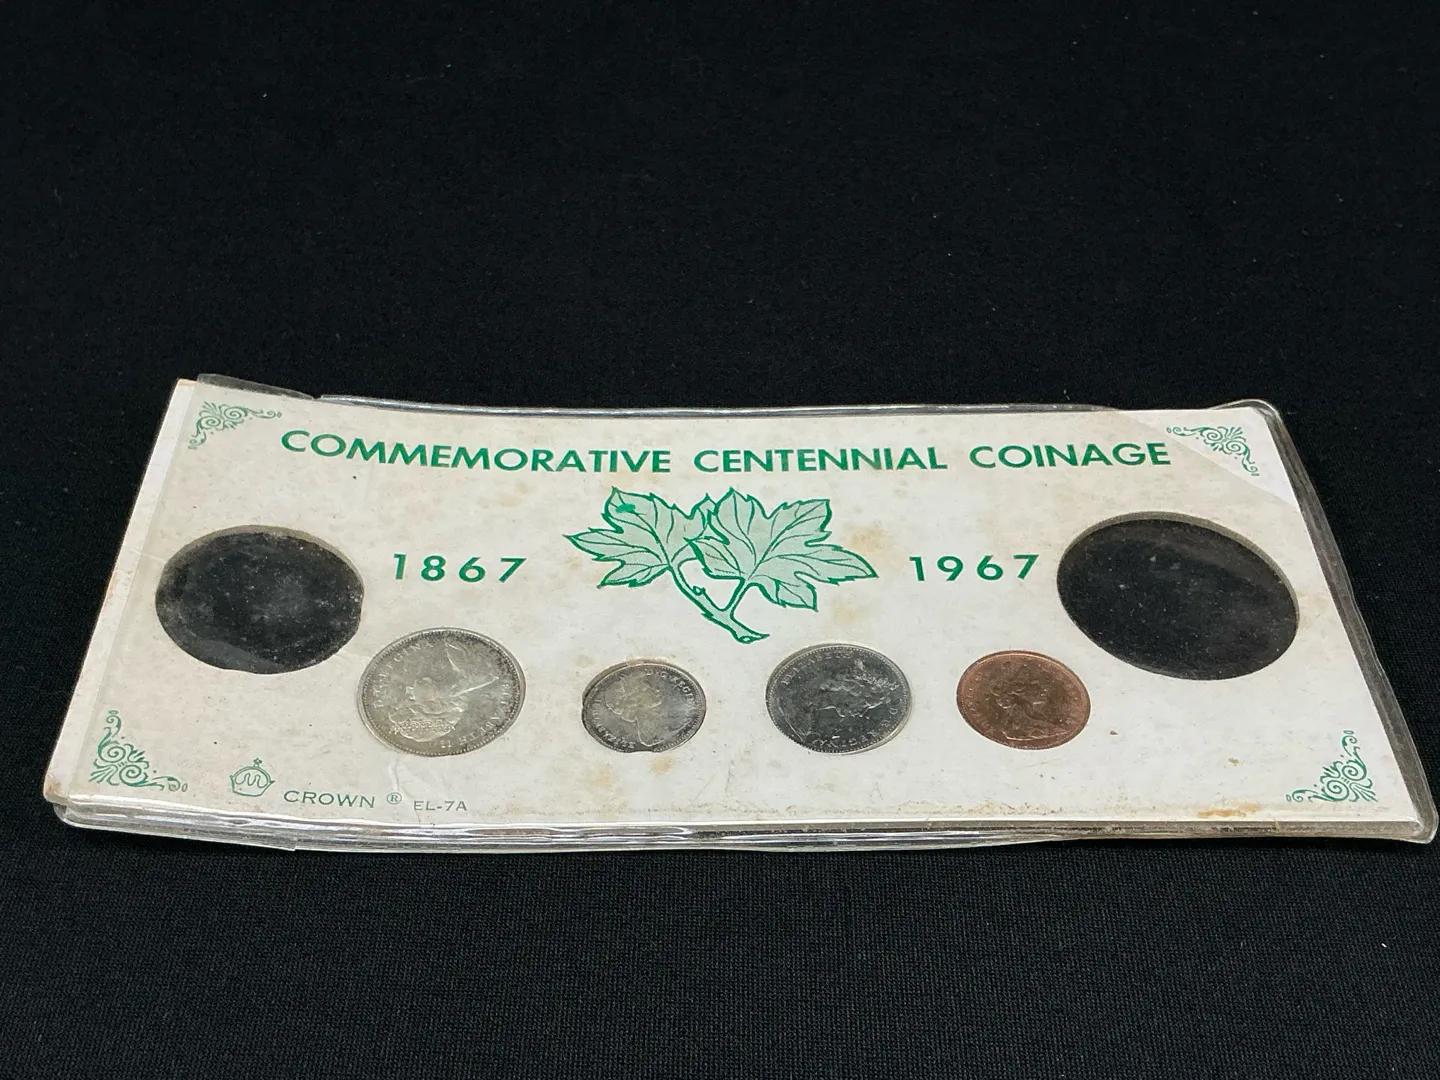 COMMEMORATIVE CENTENNIAL COINAGE
1867 1967
CROWN ® EL-7A